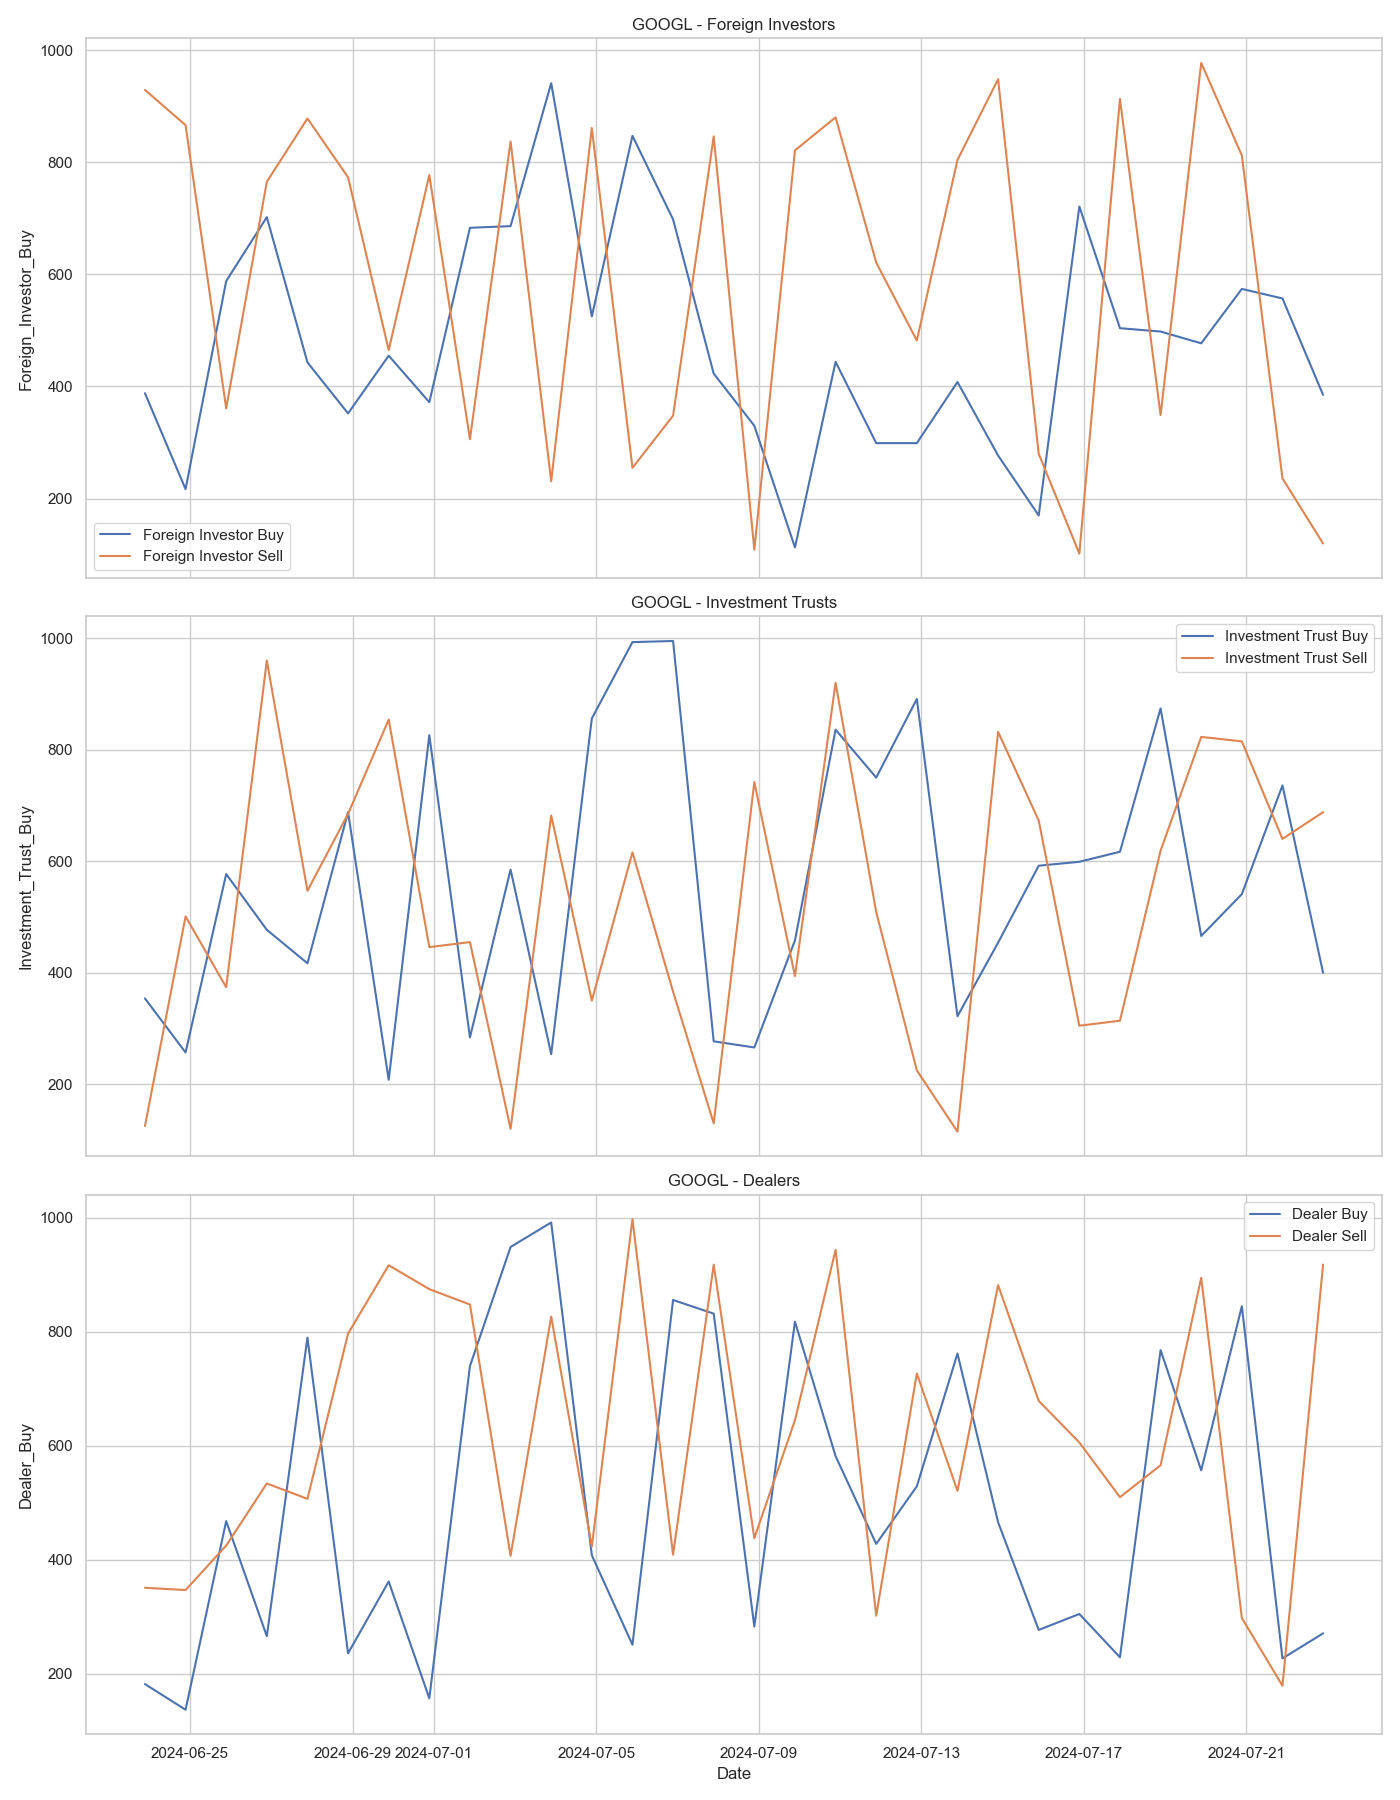 GOOGL - Foreign Investors
1000
800
600
400
200
Foreign_Investor_Buy
Foreign Investor Buy
Foreign Investor Sell
GOOGL - Investment Trusts
1000
800
600
400
200
Investment_Trust_Buy
Investment Trust Buy
Investment Trust Sell
GOOGL - Dealers
1000
800
600
400
200
Dealer_Buy
Dealer Buy
Dealer Sell
2024-06-25 2024-06-29 2024-07-01 2024-07-05 2024-07-09 2024-07-13 2024-07-17 2024-07-21
Date